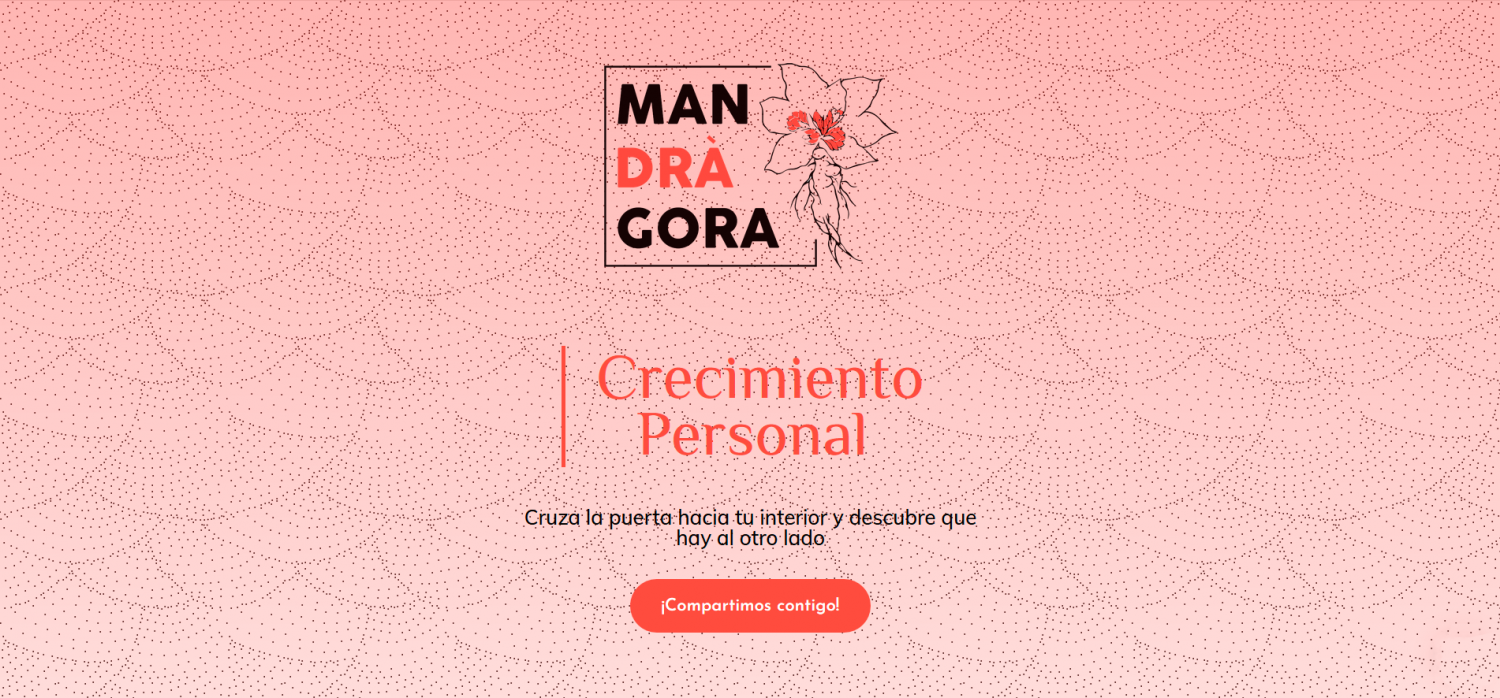 MAN
DRÀ
GORA
Crecimiento
Personal
Cruza la puerta hacia tu interior y descubre que
hay al otro lado
¡Compartimos contigo!